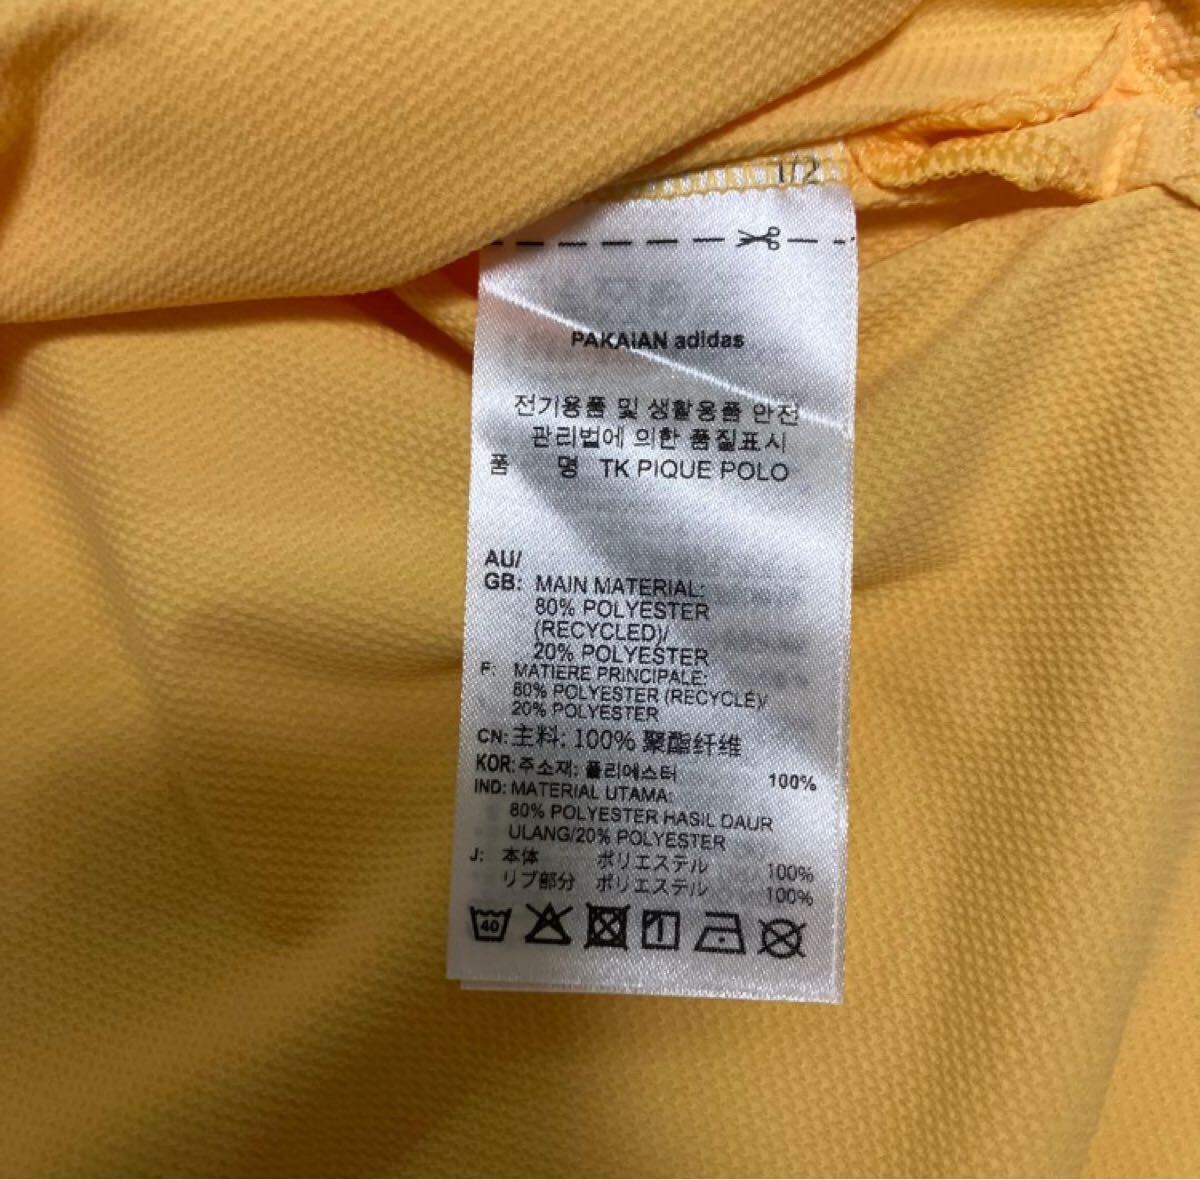 1/2
PAKAIAN adidas
전기용품 및 생활용품 안전
관리법에 의한 품질표시
품 명 TK PIQUE POLO
AU/
GB: MAIN MATERIAL:
80% POLYESTER
(RECYCLED)/
20% POLYESTER
F: MATIERE PRINCIPALE:
80% POLYESTER (RECYCLÉ)/
20% POLYESTER
CN: 主料: 100% 聚酯纤维
KOR: 주소재: 폴리에스터 100%
IND: MATERIAL UTAMA:
80% POLYESTER HASIL DAUR
ULANG/20% POLYESTER
J: 本体 ポリエステル 100%
リブ部分 ポリエステル 100%
40